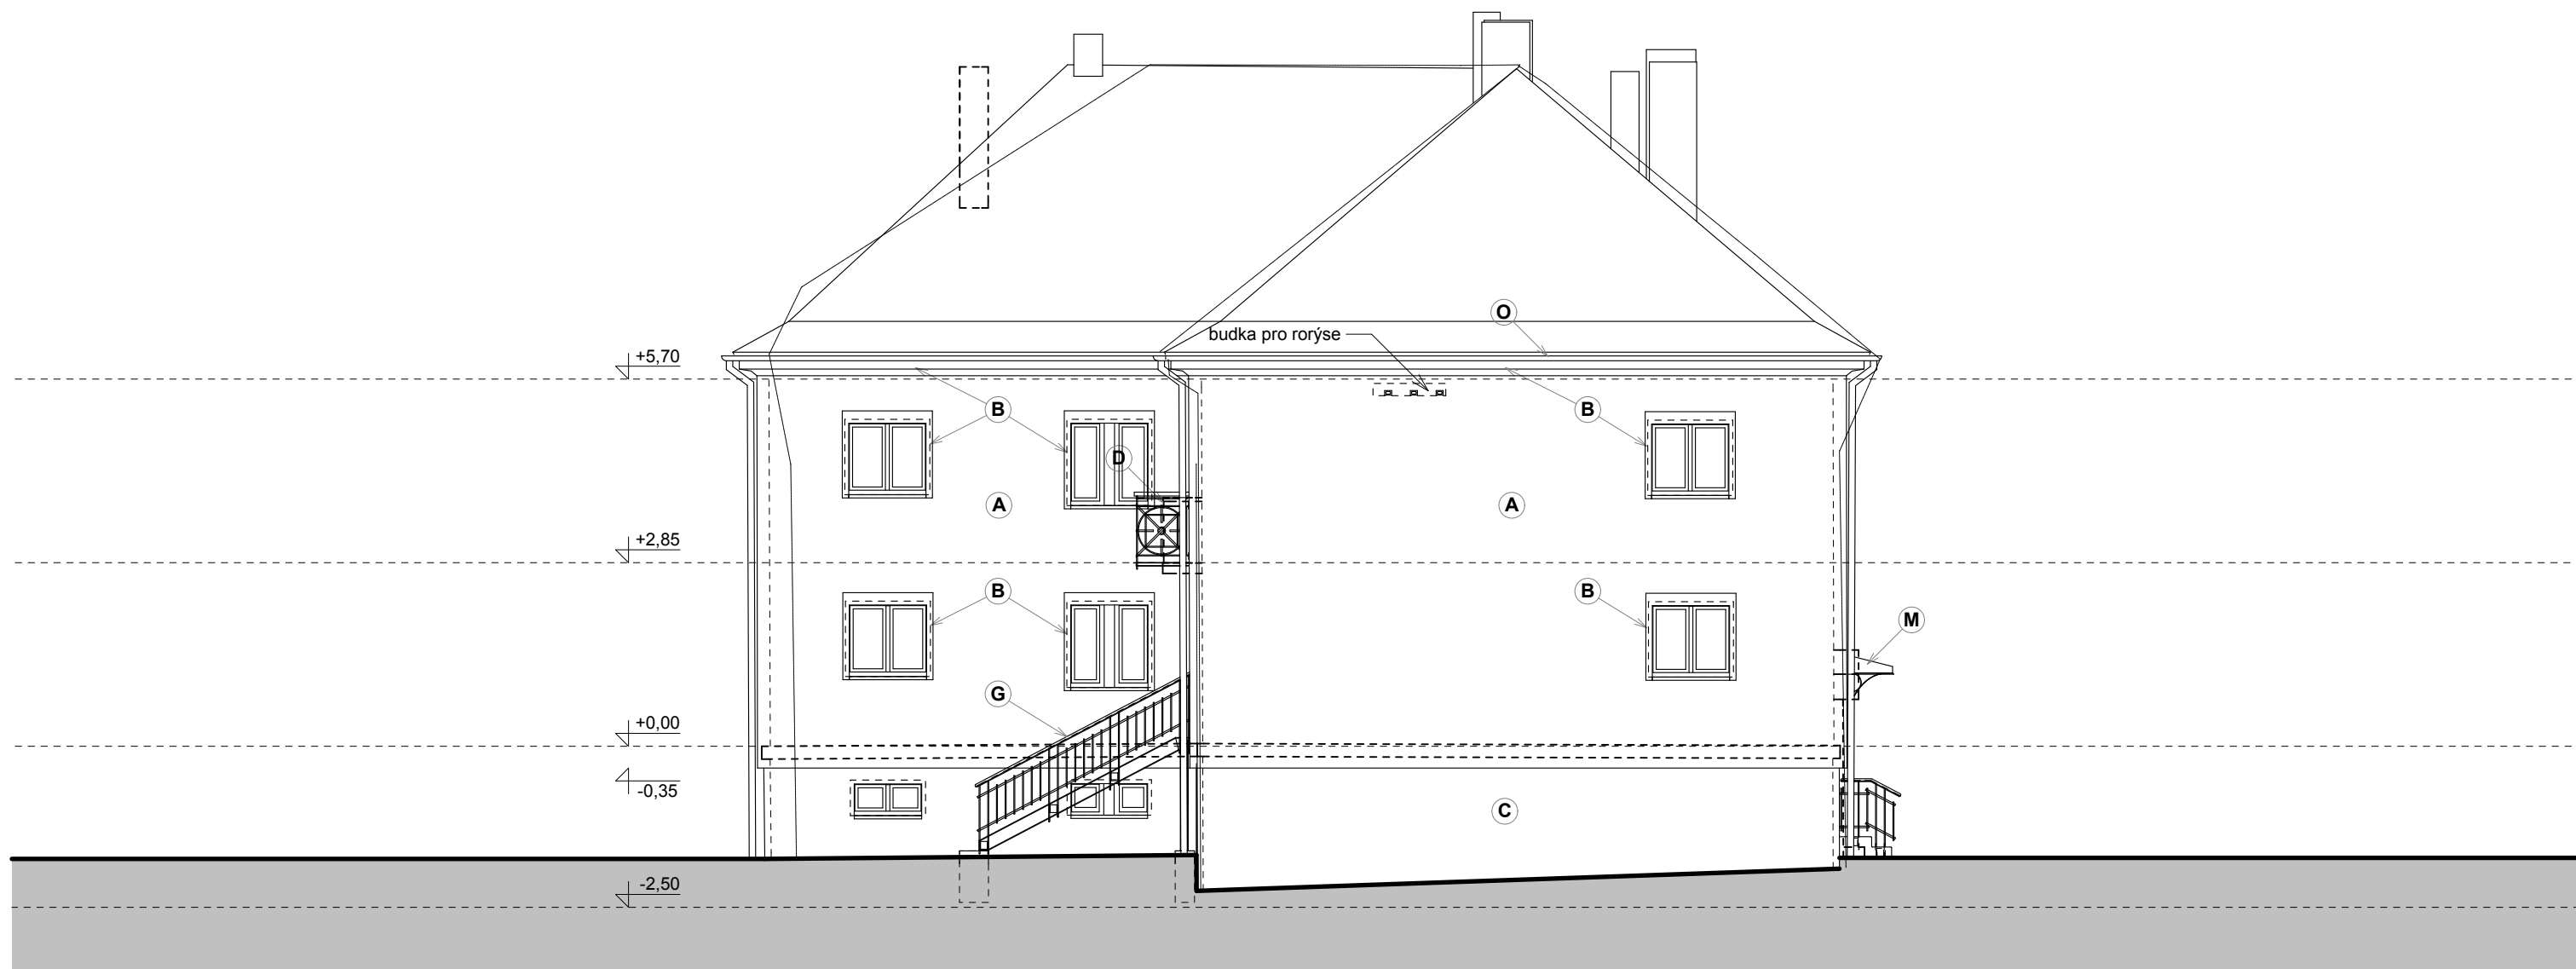 O
budka pro rorýse
+5,70
B
B
D
A
A
+2,85
B
B
M
G
+0,00
-0,35
C
-2,50